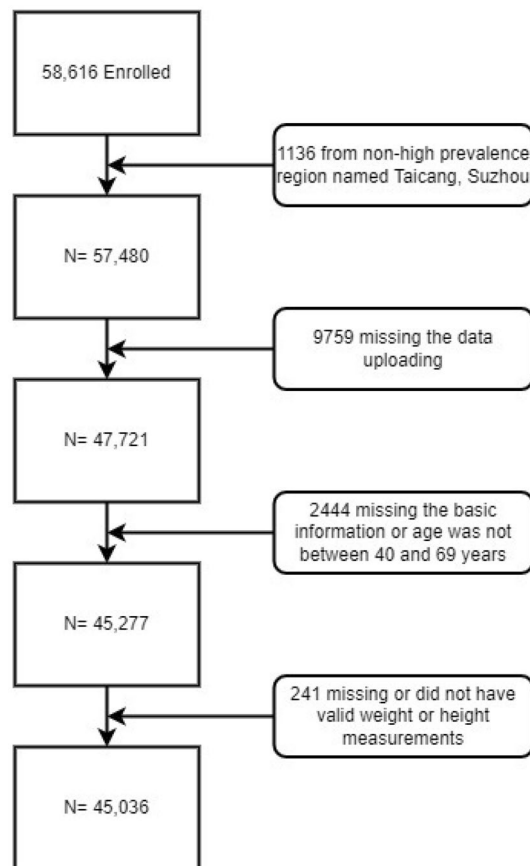 58,616 Enrolled
1136 from non-high prevalence
region named Taicang, Suzhou
N= 57,480
9759 missing the data
uploading
N= 47,721
2444 missing the basic
information or age was not
between 40 and 69 years
N= 45,277
241 missing or did not have
valid weight or height
measurements
N= 45,036